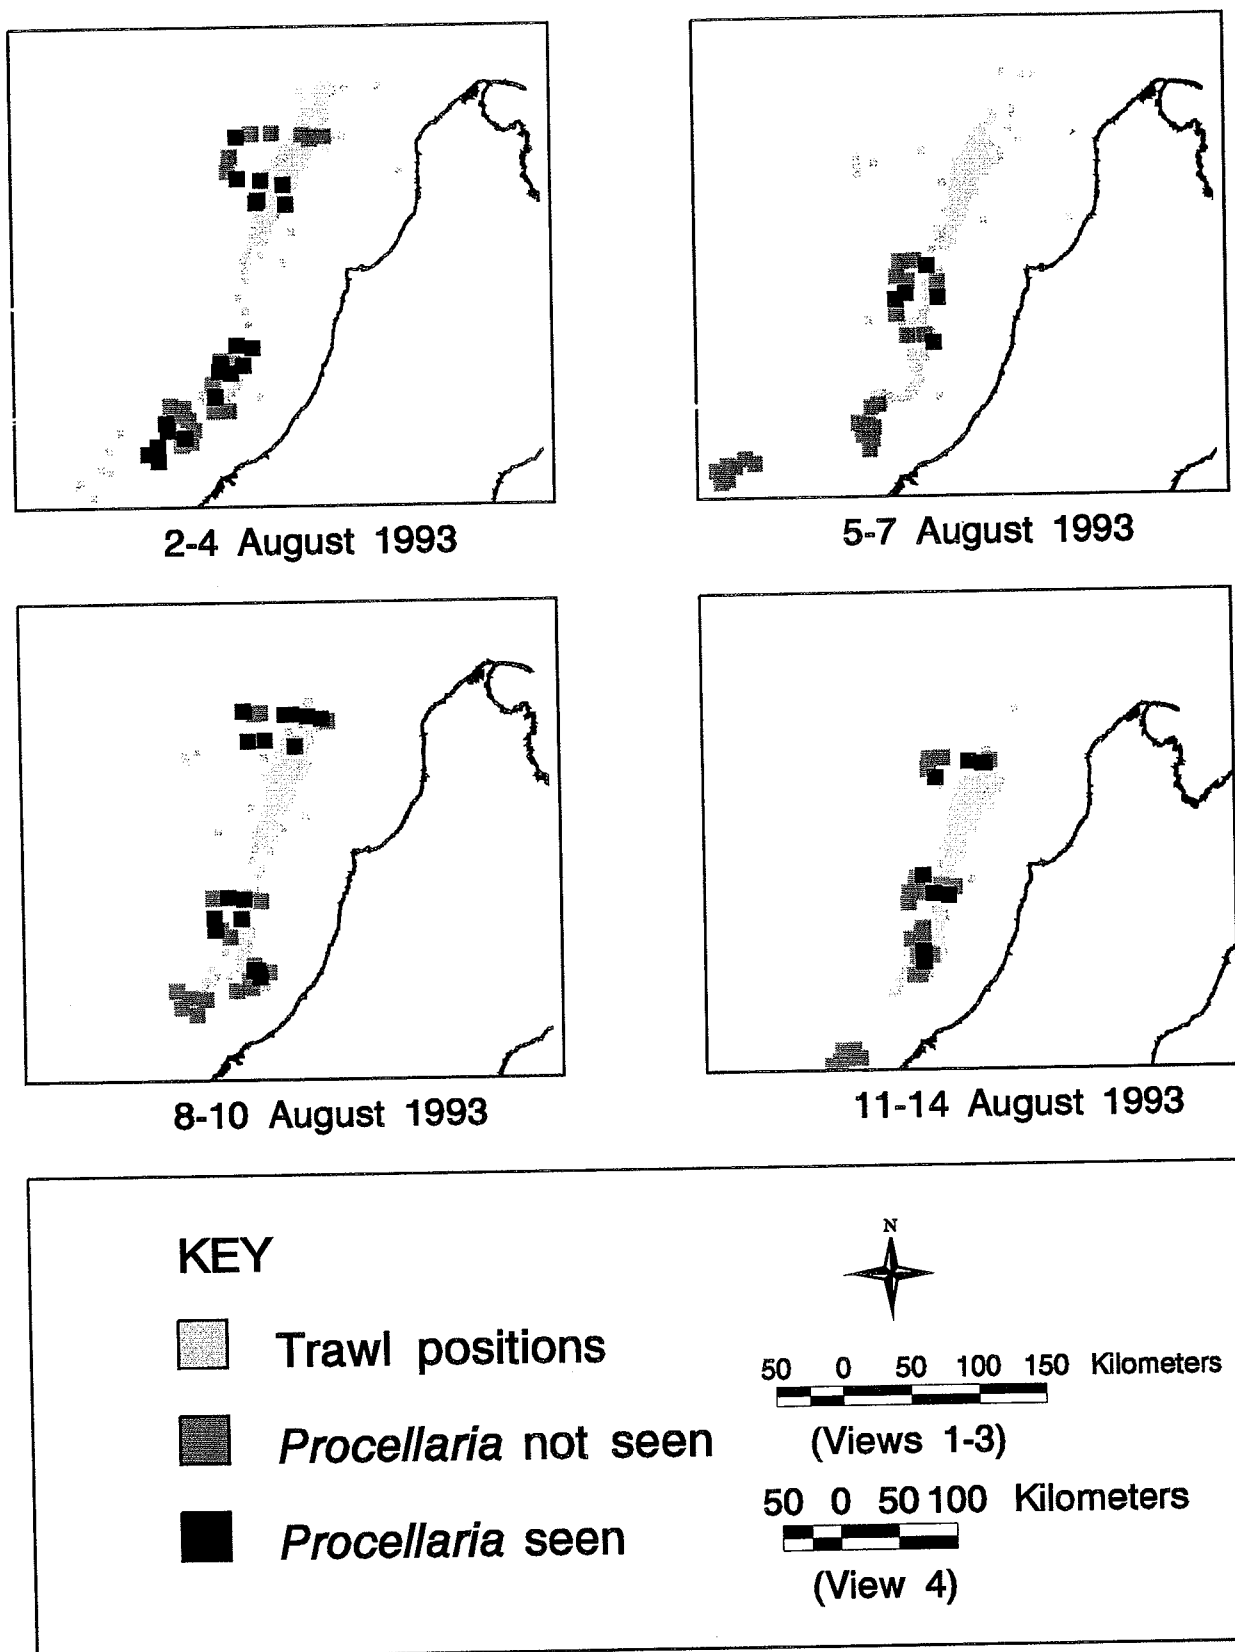 2-4 August 1993
5-7 August 1993
8-10 August 1993
11-14 August 1993
KEY
N
Trawl positions
50 0 50 100 150 Kilometers
(Views 1-3)
Procellaria not seen
50 0 50 100 Kilometers
(View 4)
Procellaria seen